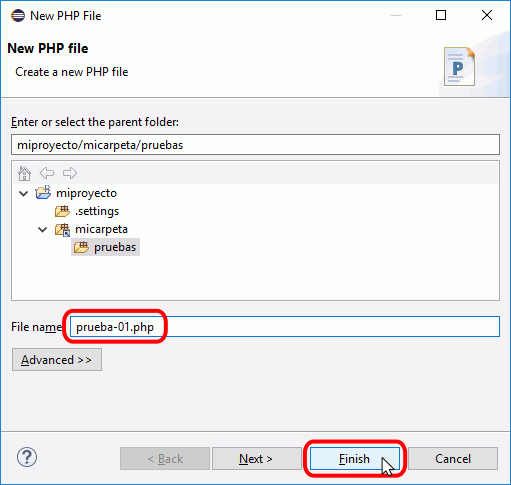 New PHP File
New PHP file
Create a new PHP file
P
Enter or select the parent folder:
miproyecto/micarpeta/pruebas
miproyecto
.settings
micarpeta
pruebas
File name: prueba-01.php
Advanced >>
? < Back Next > Finish Cancel